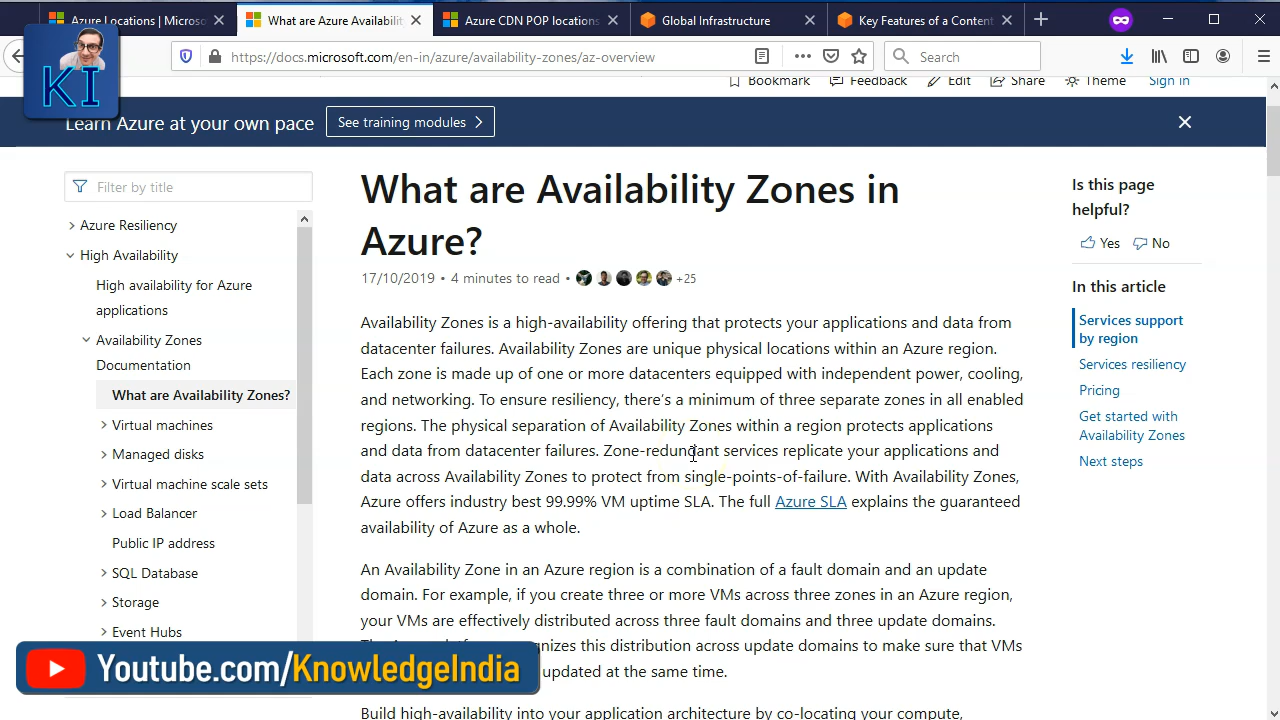 Azure Locations | Microso
What are Azure Availabili
Azure CDN POP locations
Global Infrastructure
Key Features of a Content
https://docs.microsoft.com/en-in/azure/availability-zones/az-overview
Search
KI
Bookmark
Feedback
Edit
Share
Theme
Sign in
Learn Azure at your own pace
See training modules
Filter by title
Azure Resiliency
High Availability
High availability for Azure
applications
Availability Zones
Documentation
What are Availability Zones?
Virtual machines
Managed disks
Virtual machine scale sets
Load Balancer
Public IP address
SQL Database
Storage
Event Hubs
What are Availability Zones in
Azure?
17/10/2019 • 4 minutes to read • +25
Availability Zones is a high-availability offering that protects your applications and data from
datacenter failures. Availability Zones are unique physical locations within an Azure region.
Each zone is made up of one or more datacenters equipped with independent power, cooling,
and networking. To ensure resiliency, there's a minimum of three separate zones in all enabled
regions. The physical separation of Availability Zones within a region protects applications
and data from datacenter failures. Zone-redundant services replicate your applications and
data across Availability Zones to protect from single-points-of-failure. With Availability Zones,
Azure offers industry best 99.99% VM uptime SLA. The full Azure SLA explains the guaranteed
availability of Azure as a whole.
An Availability Zone in an Azure region is a combination of a fault domain and an update
domain. For example, if you create three or more VMs across three zones in an Azure region,
your VMs are effectively distributed across three fault domains and three update domains.
this distribution across update domains to make sure that VMs
updated at the same time.
Build high-availability into your application architecture by co-locating your compute,
Is this page
helpful?
Yes
No
In this article
Services support
by region
Services resiliency
Pricing
Get started with
Availability Zones
Next steps
Youtube.com/KnowledgeIndia